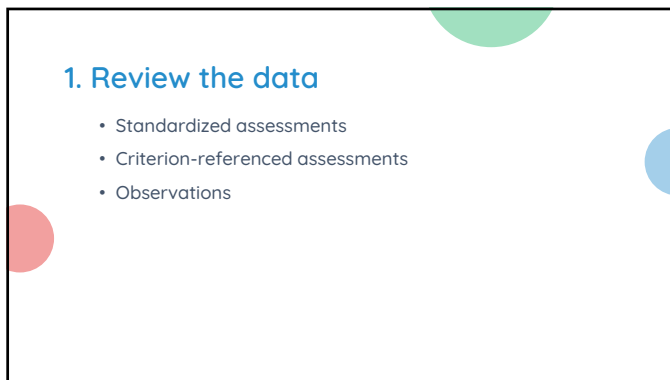 1. Review the data
• Standardized assessments
• Criterion-referenced assessments
• Observations